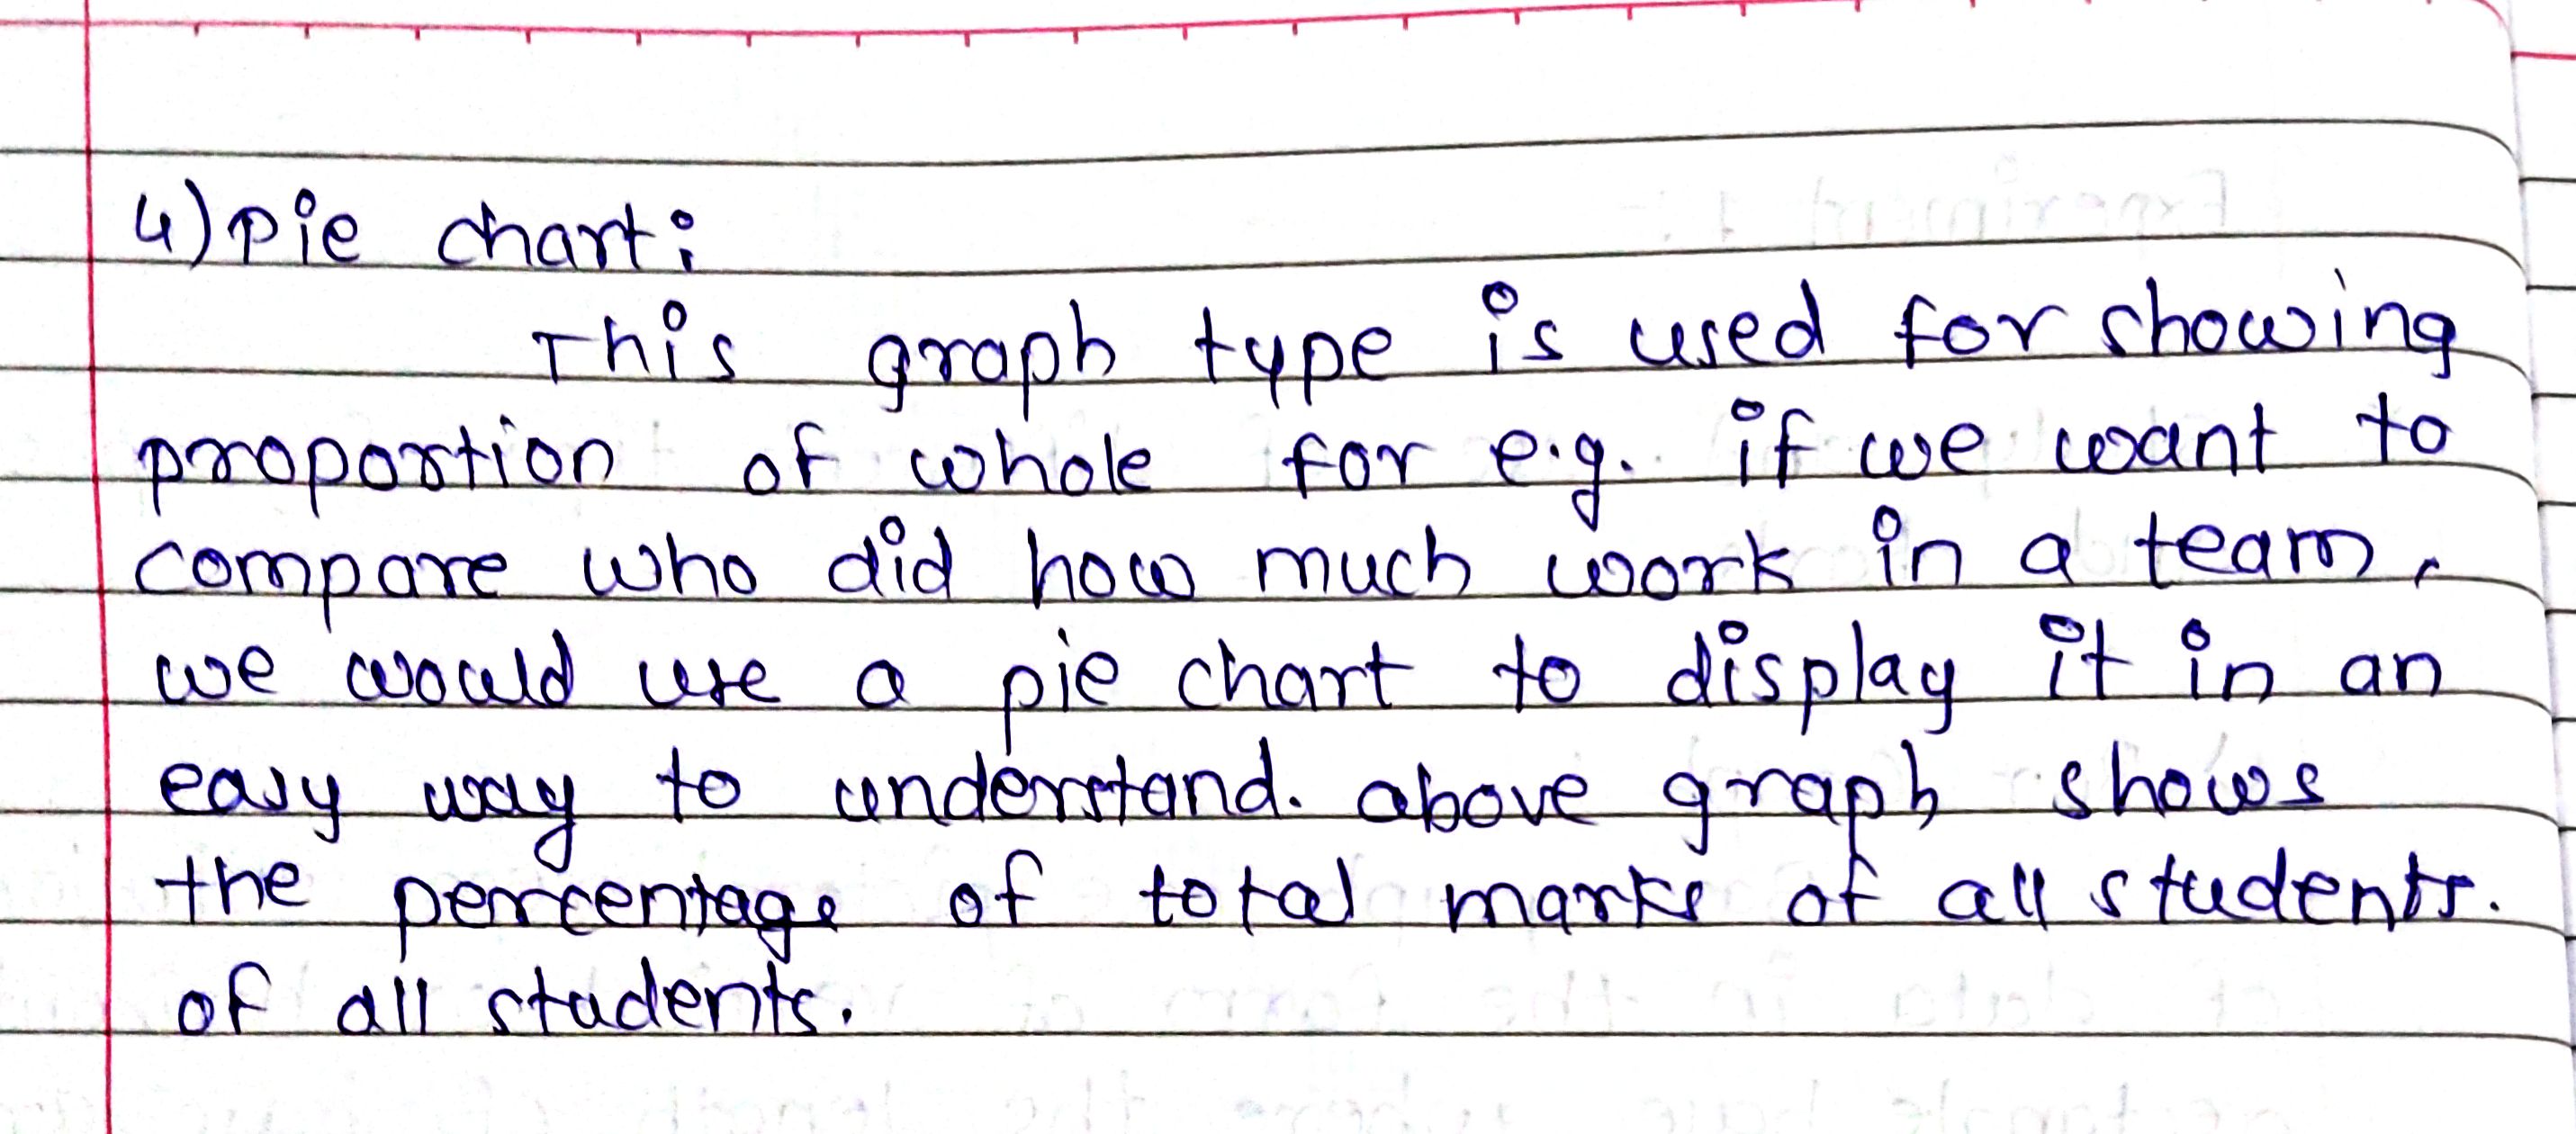 4) pie chart:
This graph type is used for showing
proportion of whole for e.g. if we want to
compare who did how much work in a team,
we would use a pie chart to display it in an
easy way to understand. above graph shows
the percentage of total marks of all students.
of all students.